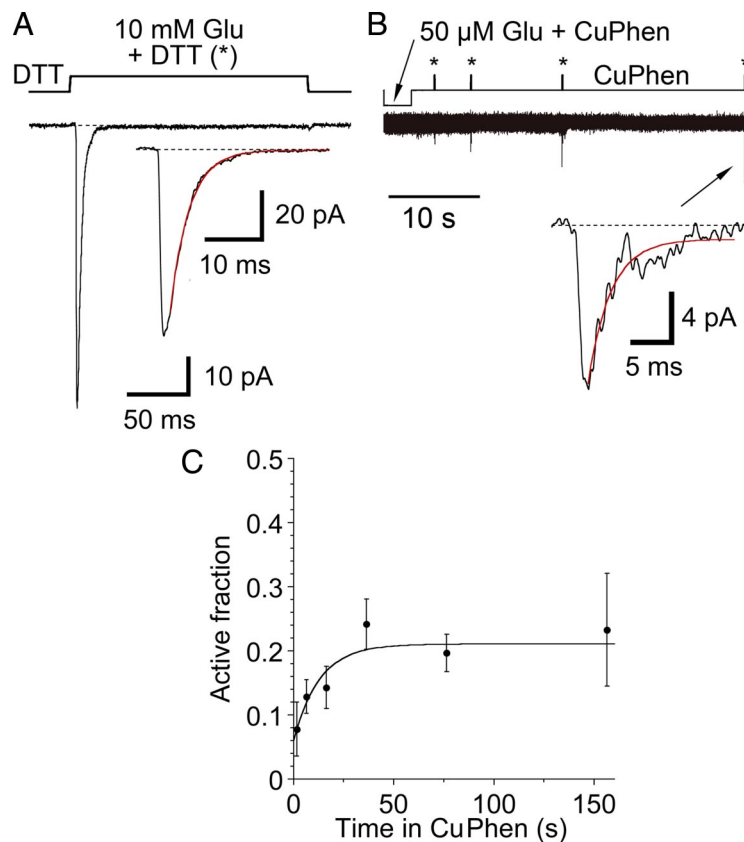 A
10 mM Glu
+ DTT (*)
DTT
20 pA
10 ms
10 pA
50 ms
B
50 µM Glu + CuPhen
* * * *
CuPhen
10 s
4 pA
5 ms
C
0.5
0.4
0.3
0.2
0.1
0
Active fraction
0 50 100 150
Time in CuPhen (s)